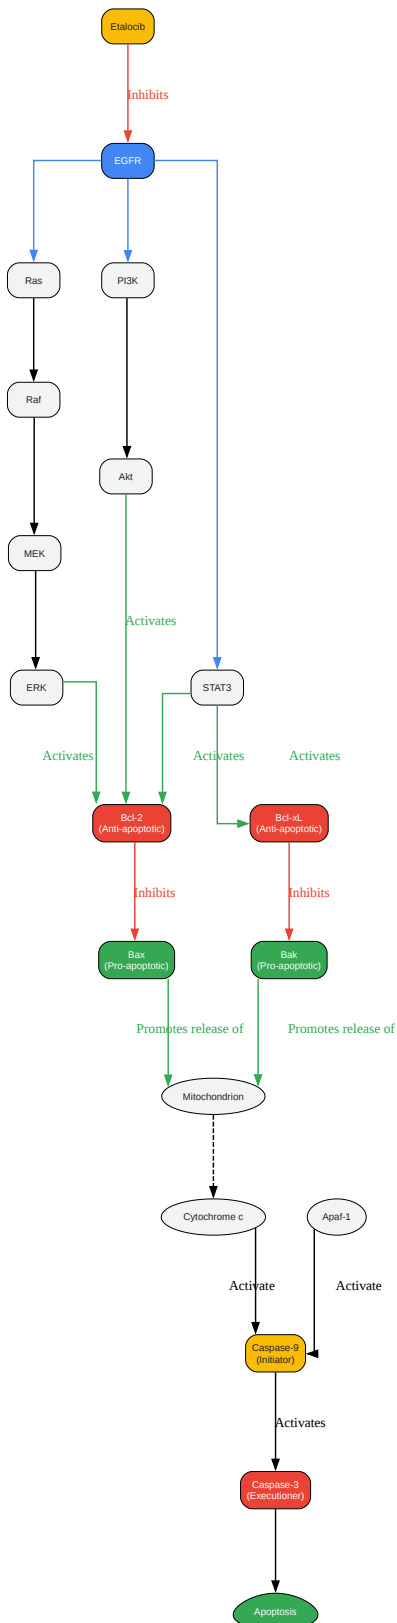 Etalocib
Inhibits
EGFR
Ras
PI3K
Raf
Akt
MEK
Activates
ERK
STAT3
Activates
Activates
Activates
Bcl-2
(Anti-apoptotic)
Bcl-xL
(Anti-apoptotic)
Inhibits
Inhibits
Bax
(Pro-apoptotic)
Bak
(Pro-apoptotic)
Promotes release of
Promotes release of
Mitochondrion
Cytochrome c
Apaf-1
Activate
Activate
Caspase-9
(Initiator)
Activates
Caspase-3
(Executioner)
Apoptosis